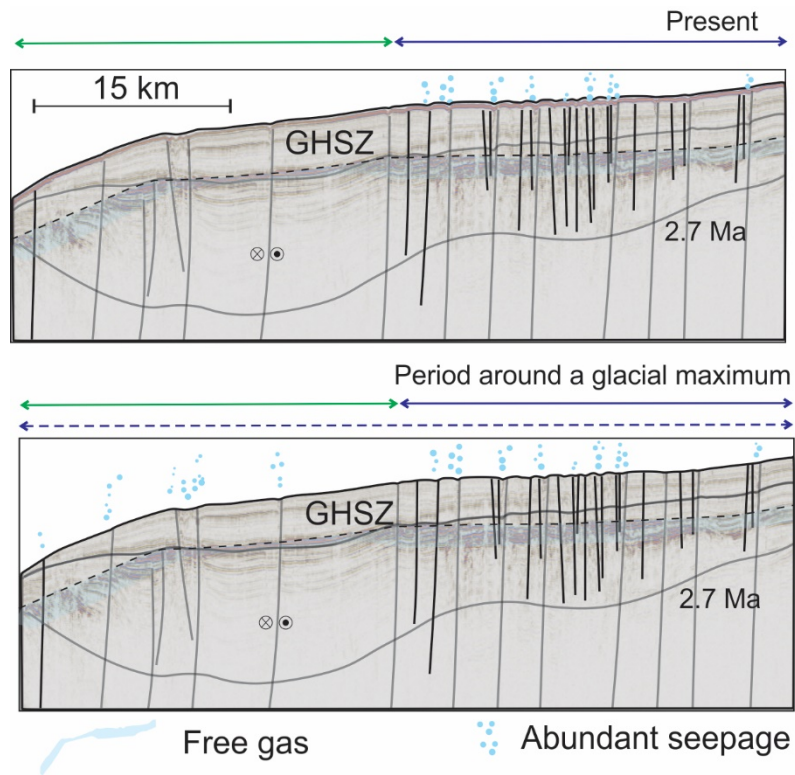 Present
15 km
GHSZ
2.7 Ma
Period around a glacial maximum
GHSZ
2.7 Ma
Free gas
Abundant seepage